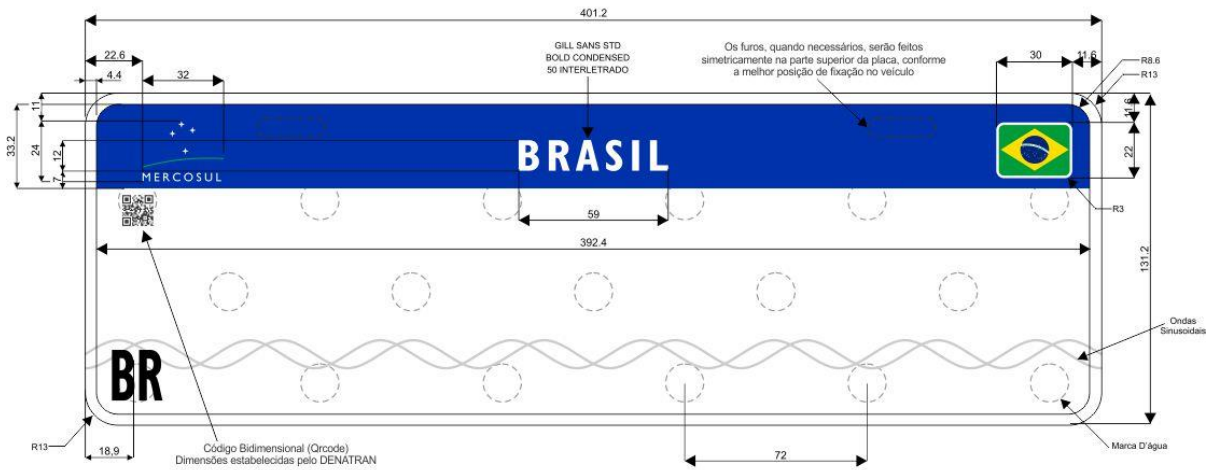 401.2
22.6
4.4
32
GILL SANS STD
BOLD CONDENSED
50 INTERLETRADO
Os furos, quando necessários, serão feitos
simetricamente na parte superior da placa, conforme
a melhor posição de fixação no veículo
30
11.6
R8.6
R13
11
33.2
24
12
7
MERCOSUL
BRASIL
11.6
22
R3
59
392.4
131.2
Ondas
Sinusoidais
BR
R13
18,9
Código Bidimensional (Qrcode)
Dimensões estabelecidas pelo DENATRAN
72
Marca D'água